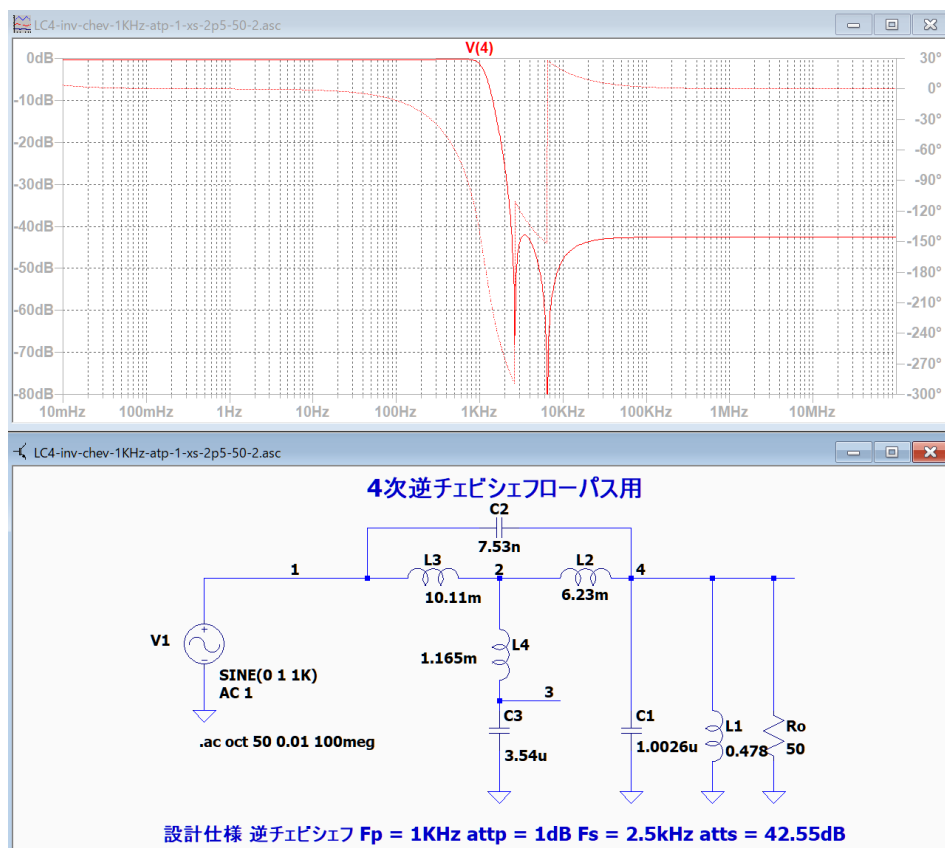 LC4-inv-chev-1KHz-atp-1-xs-2p5-50-2.asc
V(4)
0dB
-10dB
-20dB
-30dB
-40dB
-50dB
-60dB
-70dB
-80dB
30°
0°
-30°
-60°
-90°
-120°
-150°
-180°
-210°
-240°
-270°
-300°
10mHz 100mHz 1Hz 10Hz 100Hz 1KHz 10KHz 100KHz 1MHz 10MHz
LC4-inv-chev-1KHz-atp-1-xs-2p5-50-2.asc
4次逆チェビシェフローパス用
C2
7.53n
1
L3
10.11m
2
L2
6.23m
4
V1
SINE(0 1 1K)
AC 1
L4
1.165m
3
C3
3.54u
C1
1.0026u
L1
0.478
Ro
50
.ac oct 50 0.01 100meg
設計仕様 逆チェビシェフ Fp = 1KHz attp = 1dB Fs = 2.5kHz atts = 42.55dB